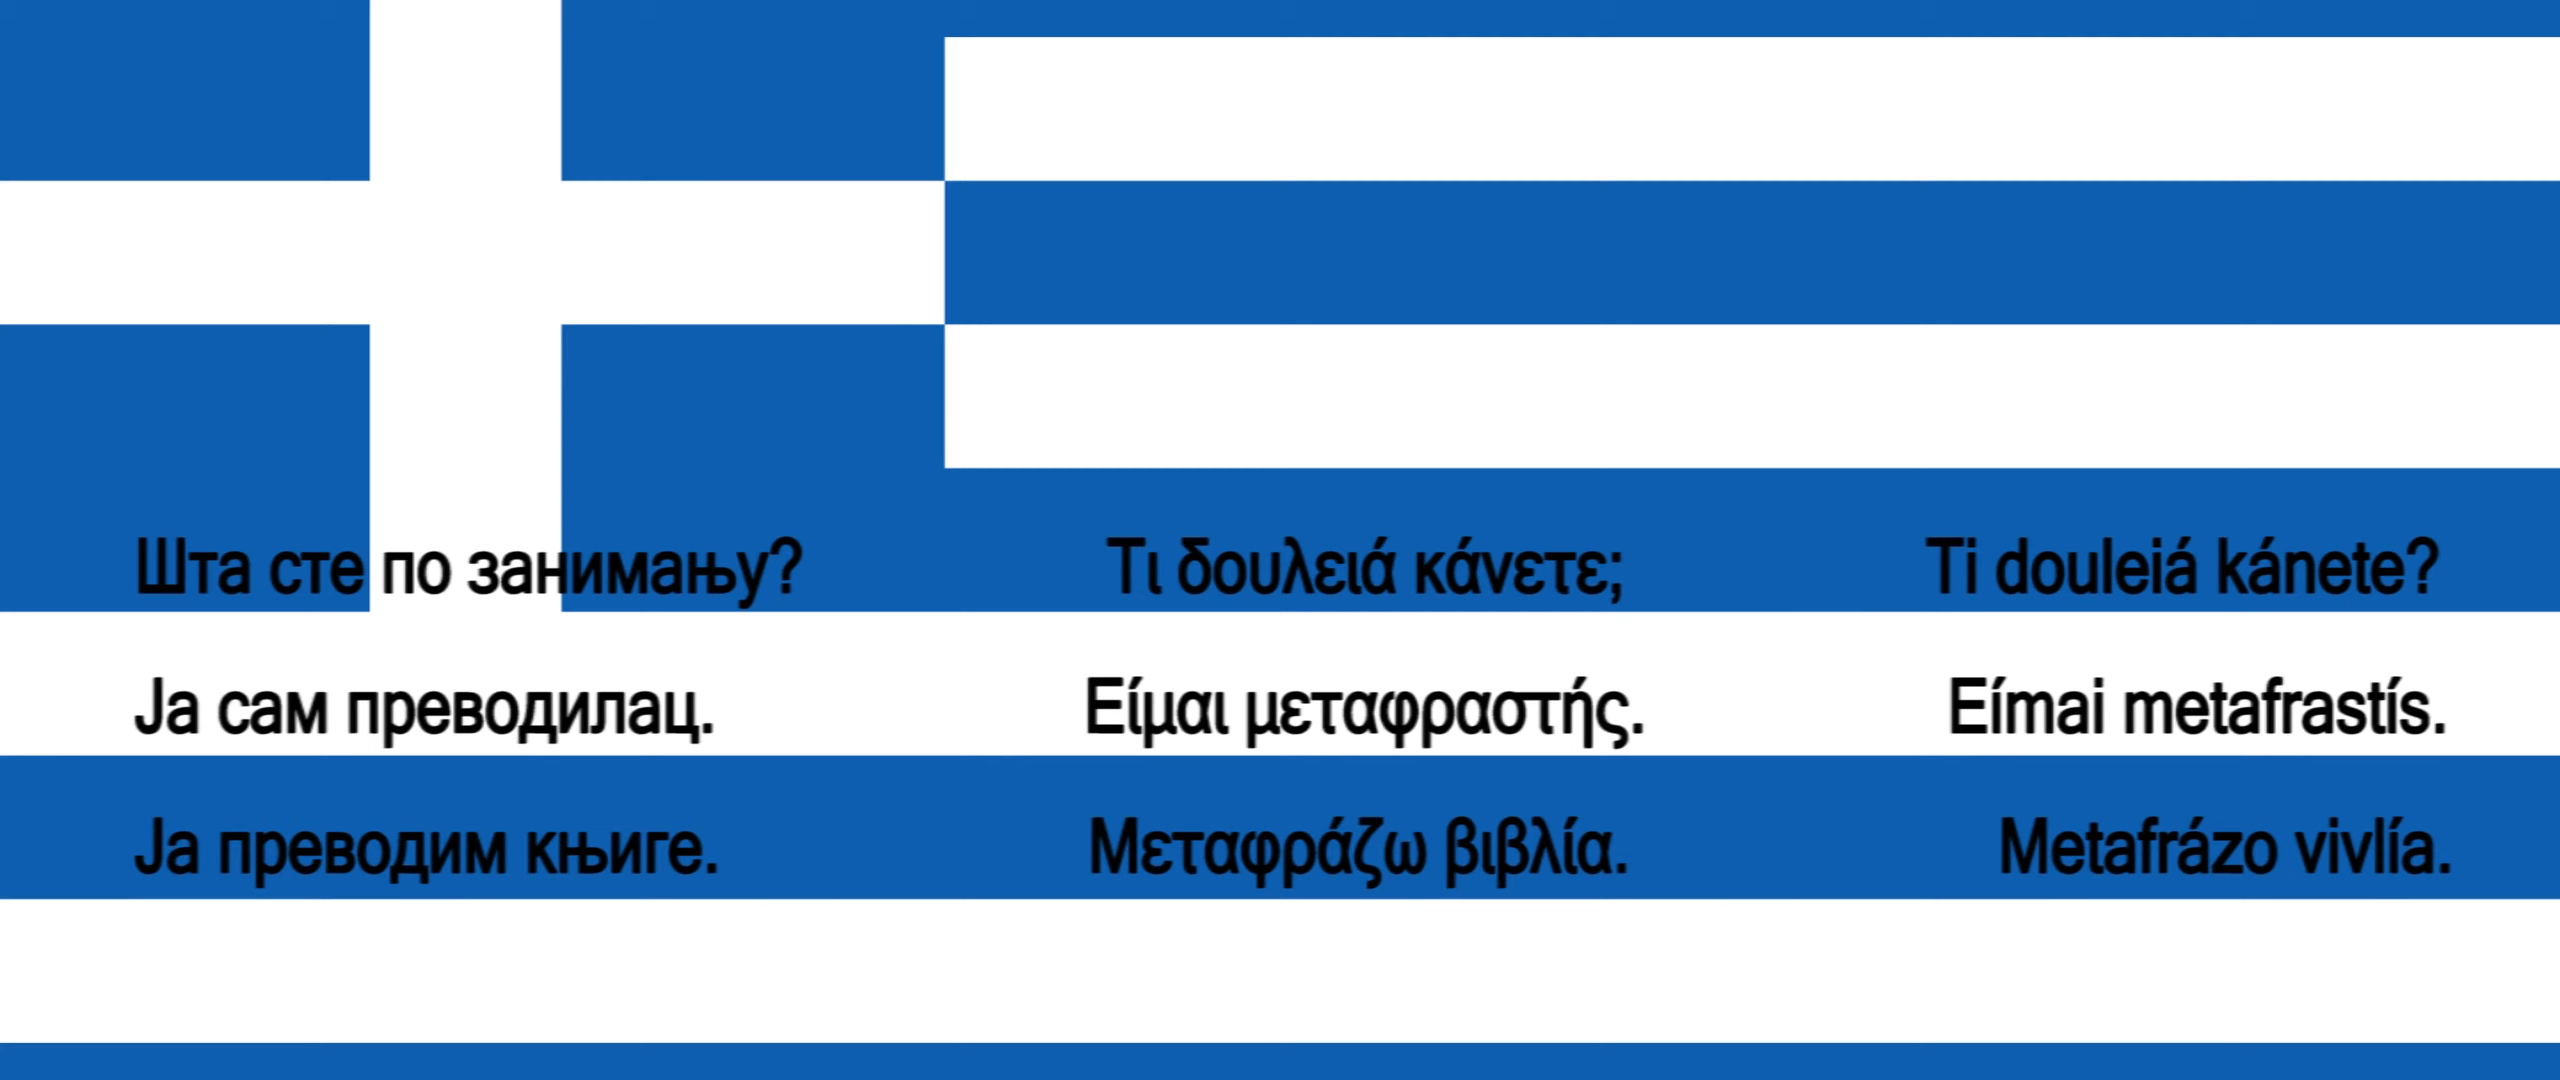 Шта сте по занимању? Τι δουλειά κάνετε; Ti douleiá kánete?
Ја сам преводилац. Είμαι μεταφραστής. Eímai metafrastís.
Ја преводим књиге. Μεταφράζω βιβλία. Metafrázo vivlía.